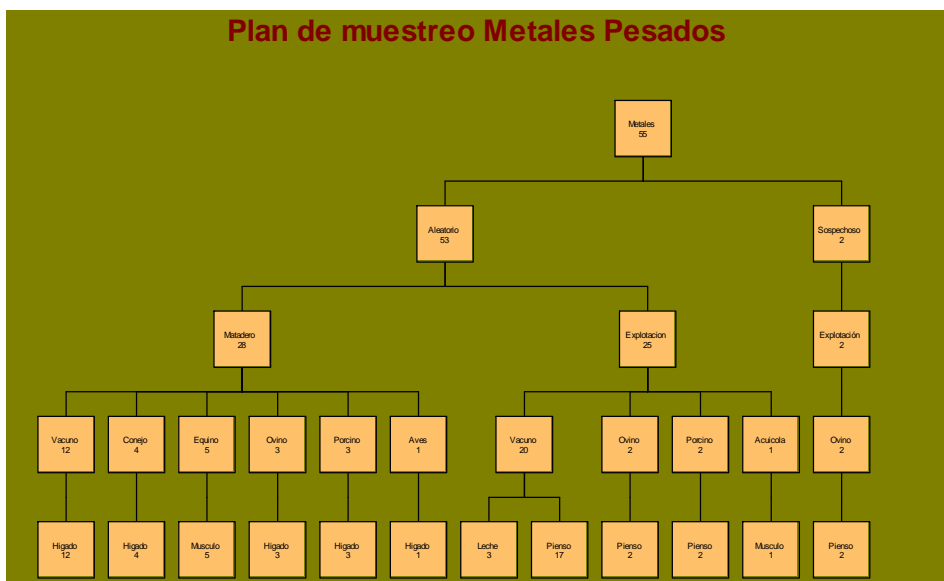 Plan de muestreo Metales Pesados
Metales
55
Aleatorio
53
Sospechoso
2
Matadero
28
Explotacion
25
Explotación
2
Vacuno
12
Conejo
4
Equino
5
Ovino
3
Porcino
3
Aves
1
Vacuno
20
Ovino
2
Porcino
2
Acuicola
1
Ovino
2
Higado
12
Higado
4
Musculo
5
Higado
3
Higado
3
Higado
1
Leche
3
Pienso
17
Pienso
2
Pienso
2
Musculo
1
Pienso
2